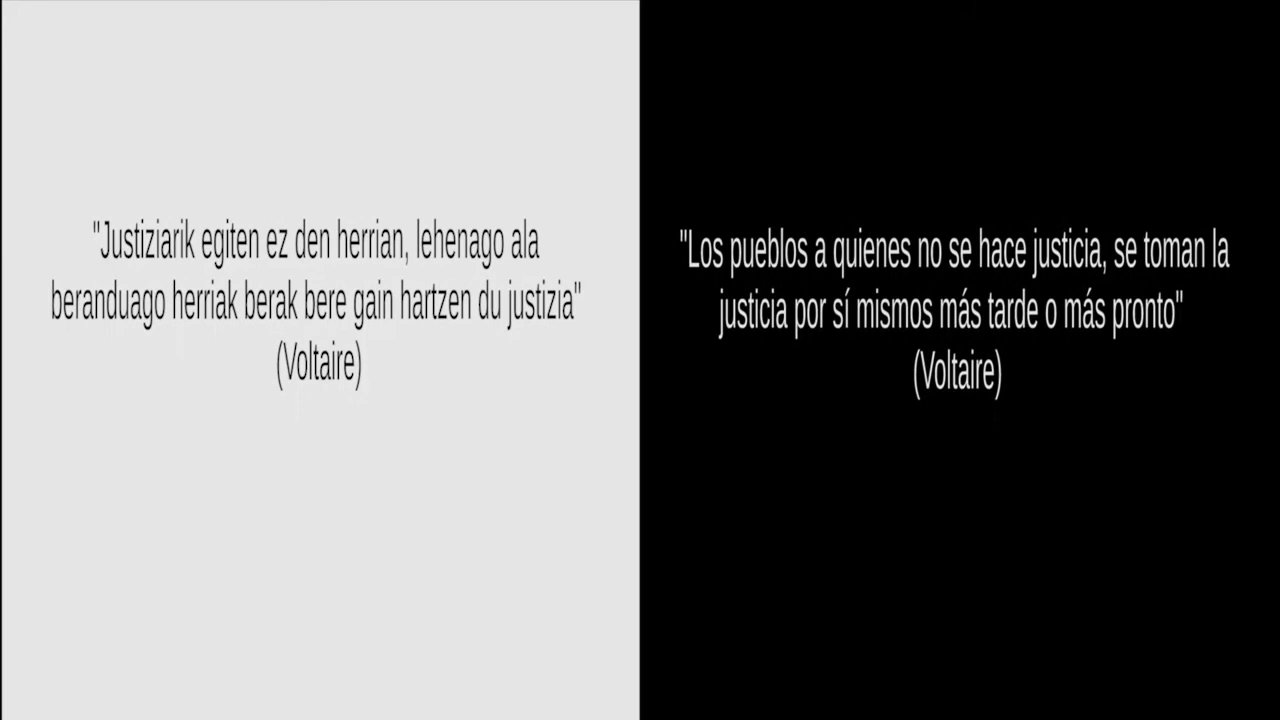 "Justiziarik egiten ez den herrian, lehenago ala
beranduago herriak berak bere gain hartzen du justizia"
(Voltaire)
"Los pueblos a quienes no se hace justicia, se toman la
justicia por sí mismos más tarde o más pronto"
(Voltaire)